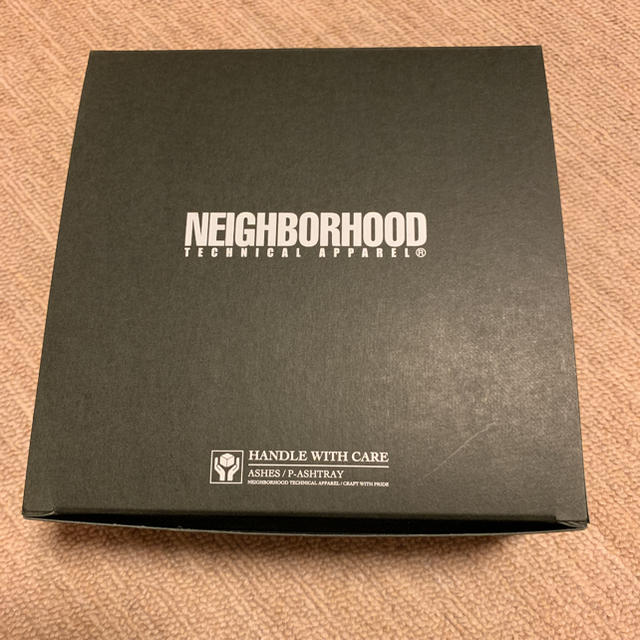 NEIGHBORHOOD
TECHNICAL APPAREL®
HANDLE WITH CARE
ASHES / P-ASHTRAY
NEIGHBORHOOD TECHNICAL APPAREL / CRAFT WITH PRIDE